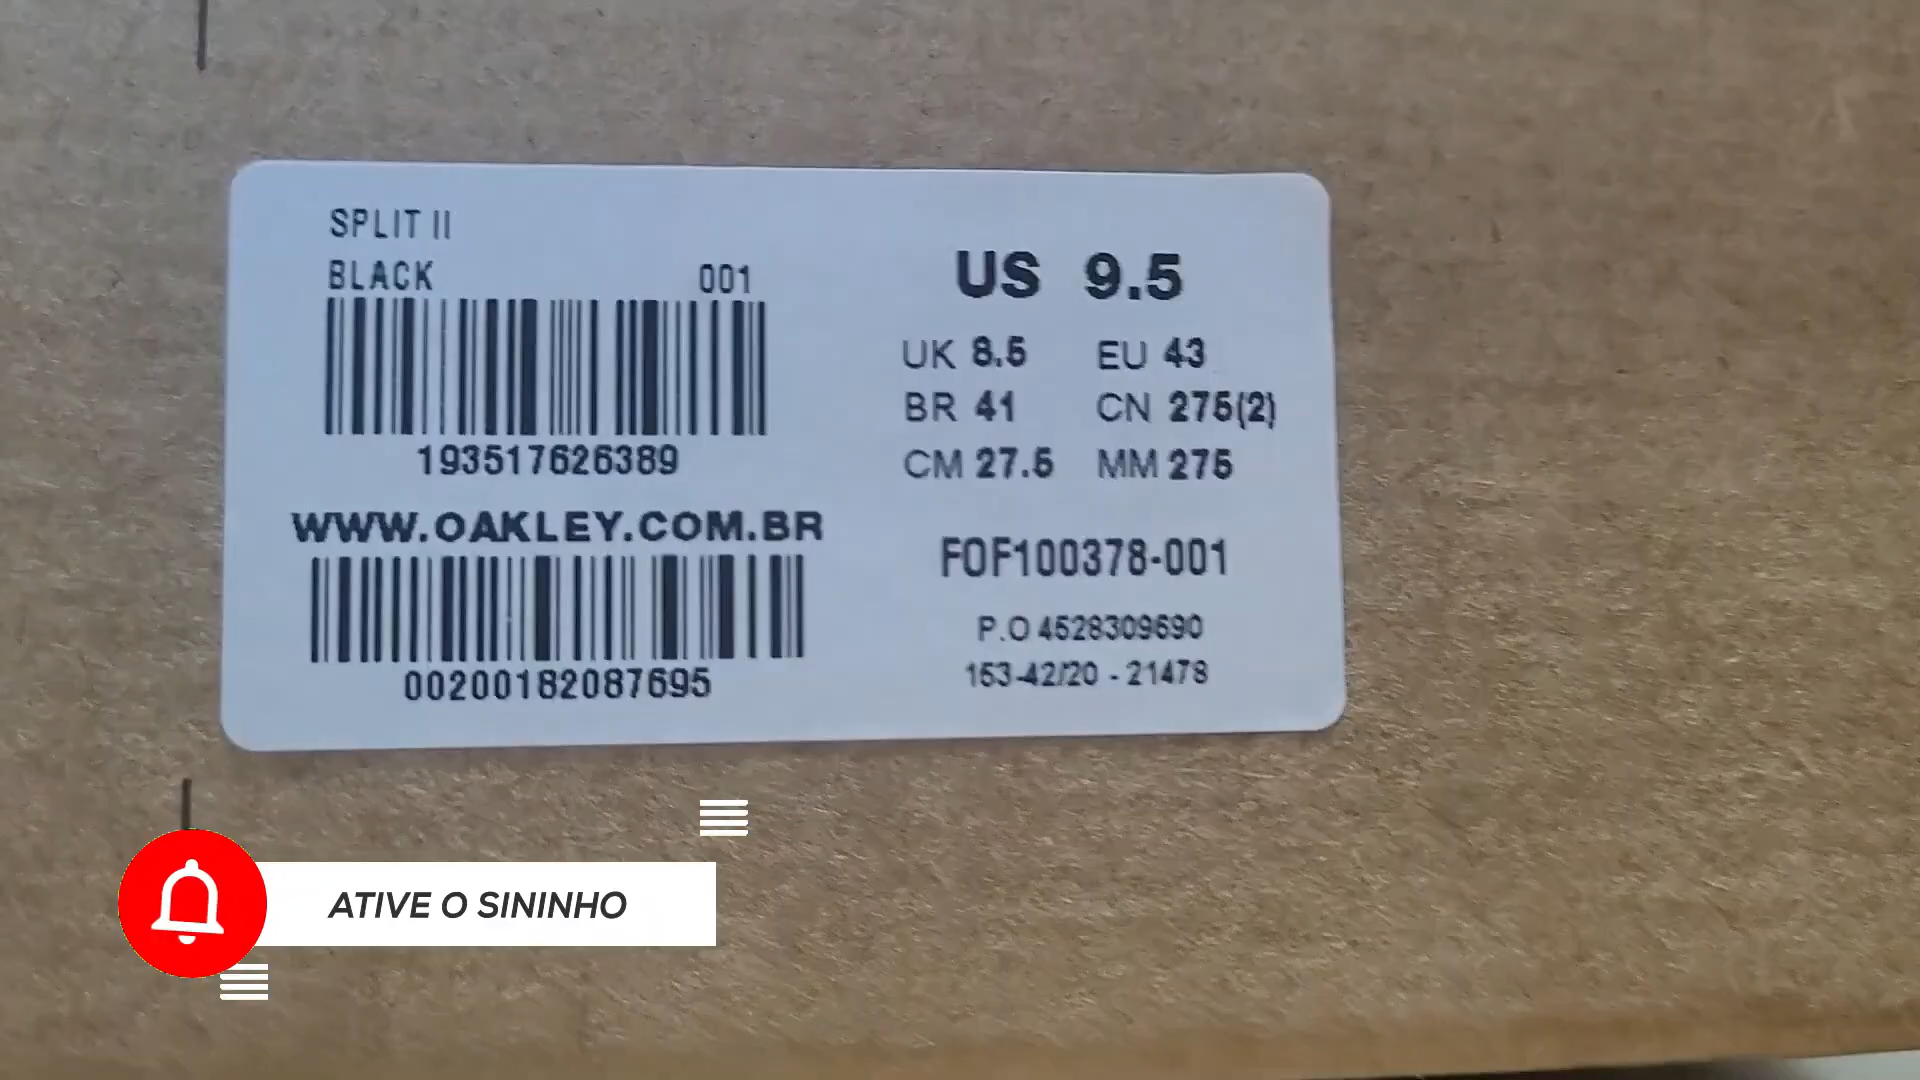 SPLIT II
BLACK 001
193517626389
WWW.OAKLEY.COM.BR
00200182087695
US 9.5
UK 8.5 EU 43
BR 41 CN 275(2)
CM 27.5 MM 275
FOF100378-001
P.O 4528309690
153-42/20 - 21478
ATIVE O SININHO